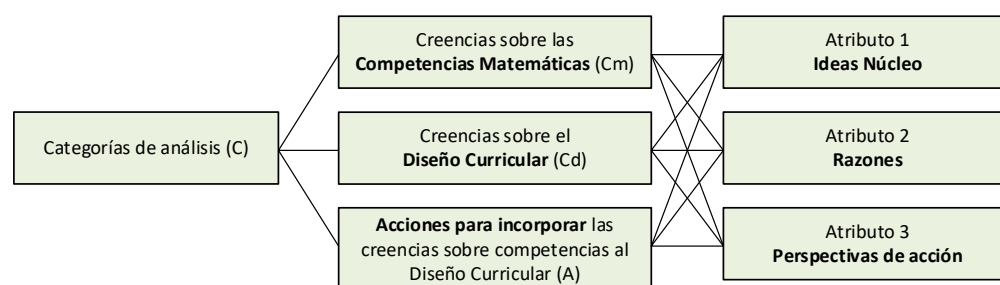 Categorías de análisis (C)
Creencias sobre las
Competencias Matemáticas (Cm)
Creencias sobre el
Diseño Curricular (Cd)
Acciones para incorporar las
creencias sobre competencias al
Diseño Curricular (A)
Atributo 1
Ideas Núcleo
Atributo 2
Razones
Atributo 3
Perspectivas de acción